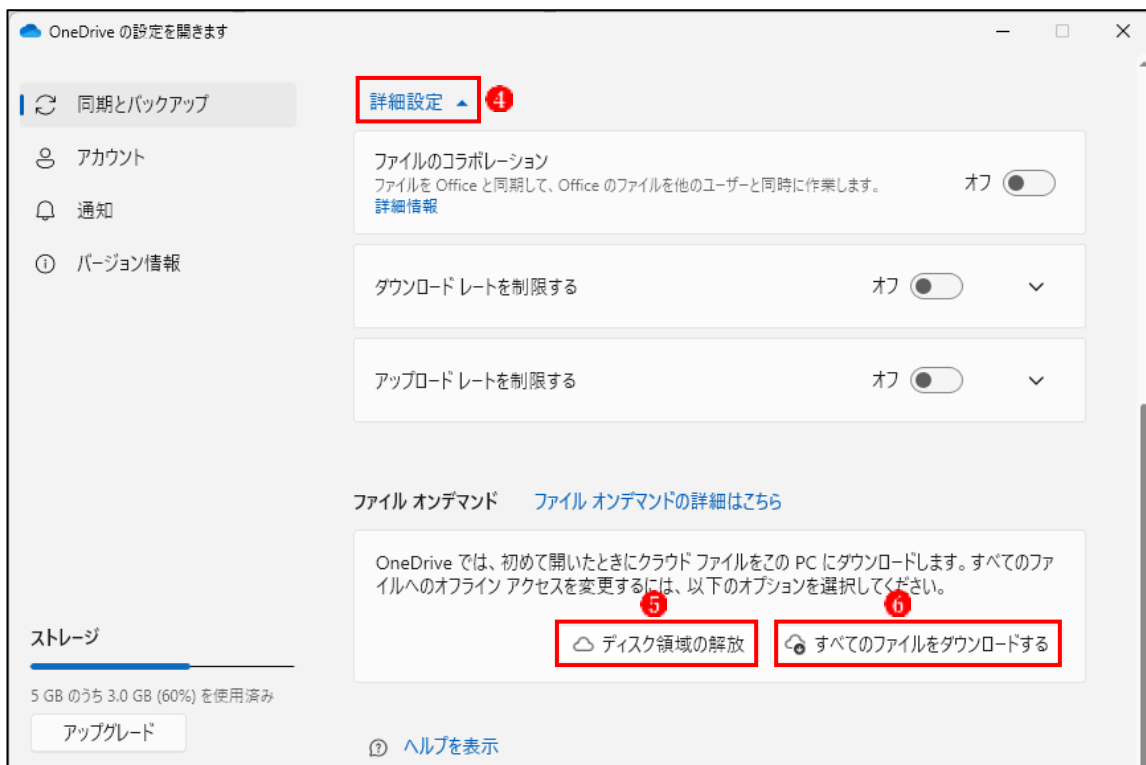 OneDrive の設定を開きます
同期とバックアップ
アカウント
通知
バージョン情報
詳細設定
4
ファイルのコラボレーション
ファイルを Office と同期して、Office のファイルを他のユーザーと同時に作業します。
詳細情報
オフ
ダウンロード レートを制限する
オフ
アップロード レートを制限する
オフ
ファイル オンデマンド ファイル オンデマンドの詳細はこちら
OneDrive では、初めて開いたときにクラウド ファイルをこの PC にダウンロードします。すべてのファ
イルへのオフライン アクセスを変更するには、以下のオプションを選択してください。
5 6
ディスク領域の解放 すべてのファイルをダウンロードする
ストレージ
5 GB のうち 3.0 GB (60%) を使用済み
アップグレード
ヘルプを表示